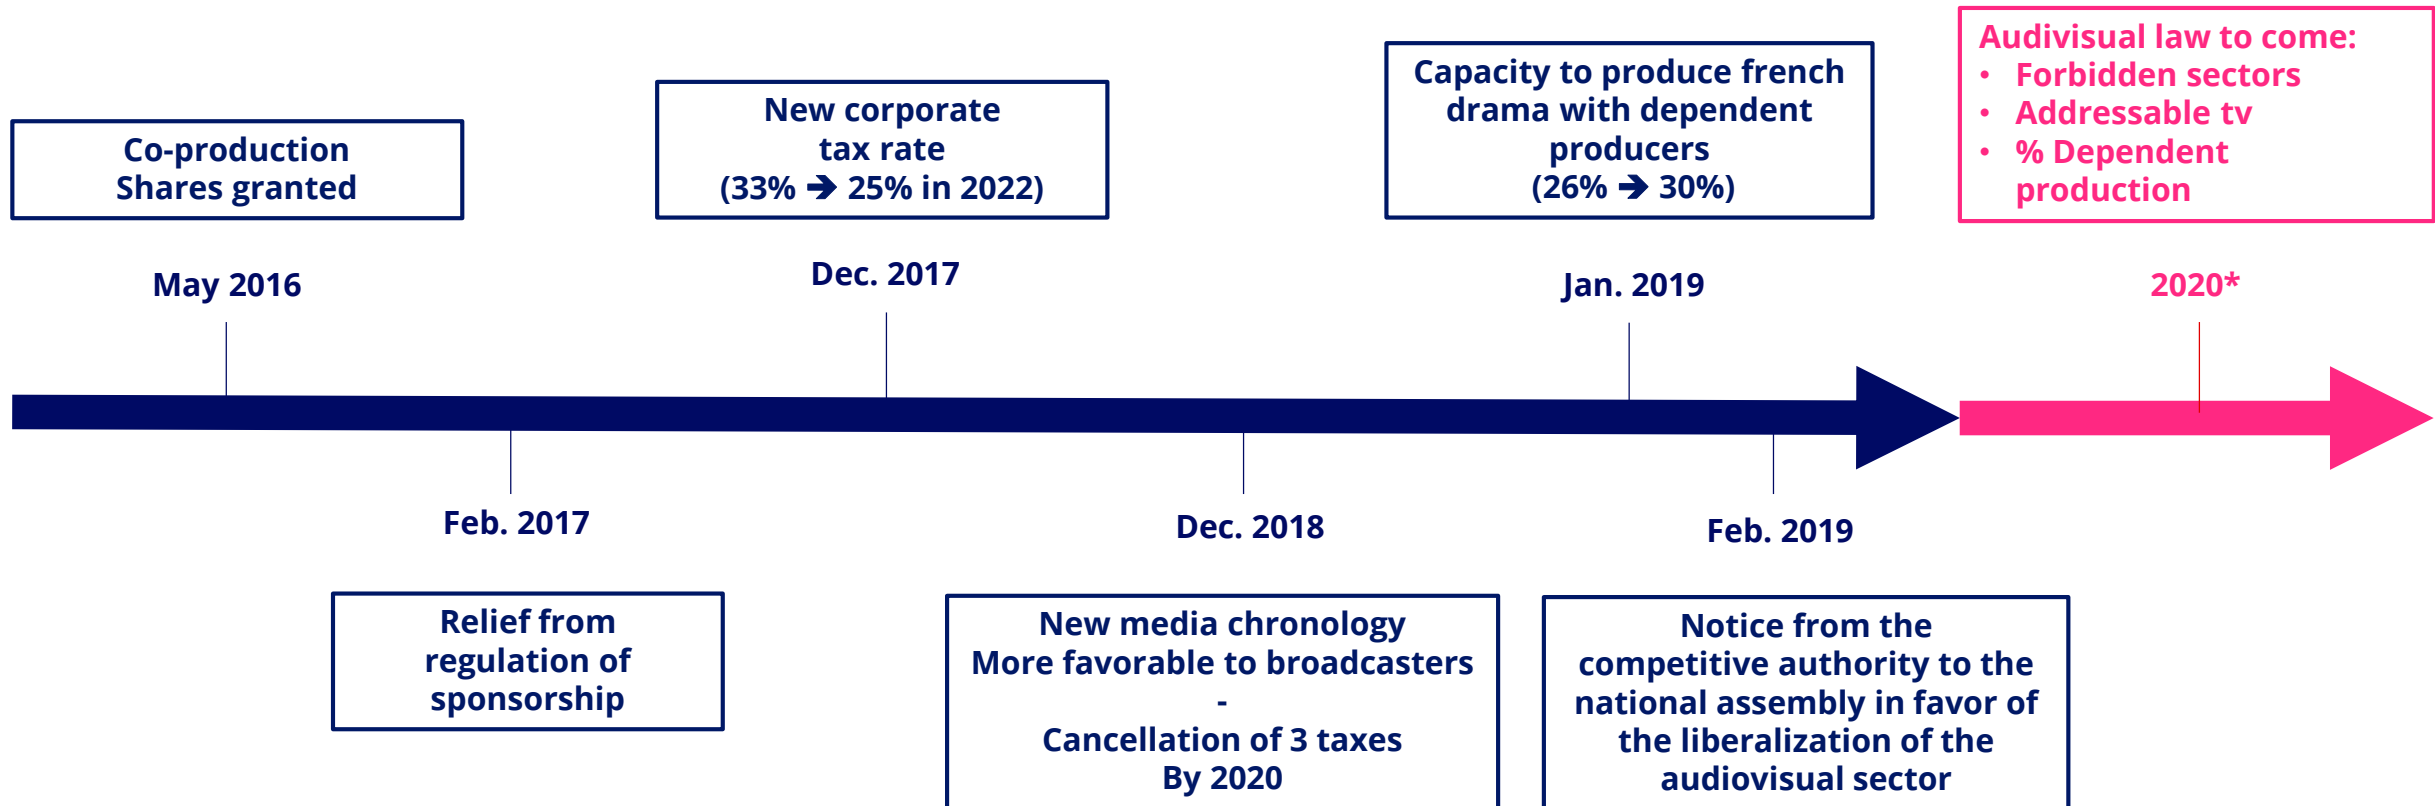 Co-production
Shares granted
May 2016
Relief from
regulation of
sponsorship
Feb. 2017
New corporate
tax rate
(33% ➔ 25% in 2022)
Dec. 2017
Dec. 2018
New media chronology
More favorable to broadcasters
-
Cancellation of 3 taxes
By 2020
Capacity to produce french
drama with dependent
producers
(26% ➔ 30%)
Jan. 2019
Feb. 2019
Notice from the
competitive authority to the
national assembly in favor of
the liberalization of the
audiovisual sector
Audivisual law to come:
• Forbidden sectors
• Addressable tv
• % Dependent
production
2020*